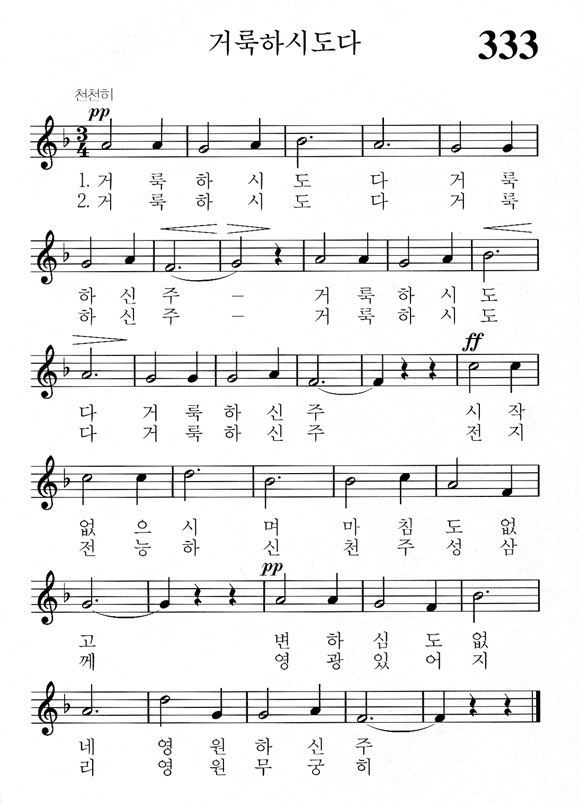 거룩하시도다 333
천천히
pp
3
4
1. 거 룩 하 시 도 다 거 룩
2. 거 룩 하 시 도 다 거 룩
하 신 주 – 거 룩 하 시 도
하 신 주 – 거 룩 하 시 도
ff
다 거 룩 하 신 주 시 작
다 거 룩 하 신 주 전 지
없 으 시 며 마 침 도 없
전 능 하 신 천 주 성 삼
pp
고 변 하 심 도 없
께 영 광 있 어 지
네 영 원 하 신 주
리 영 원 무 궁 히